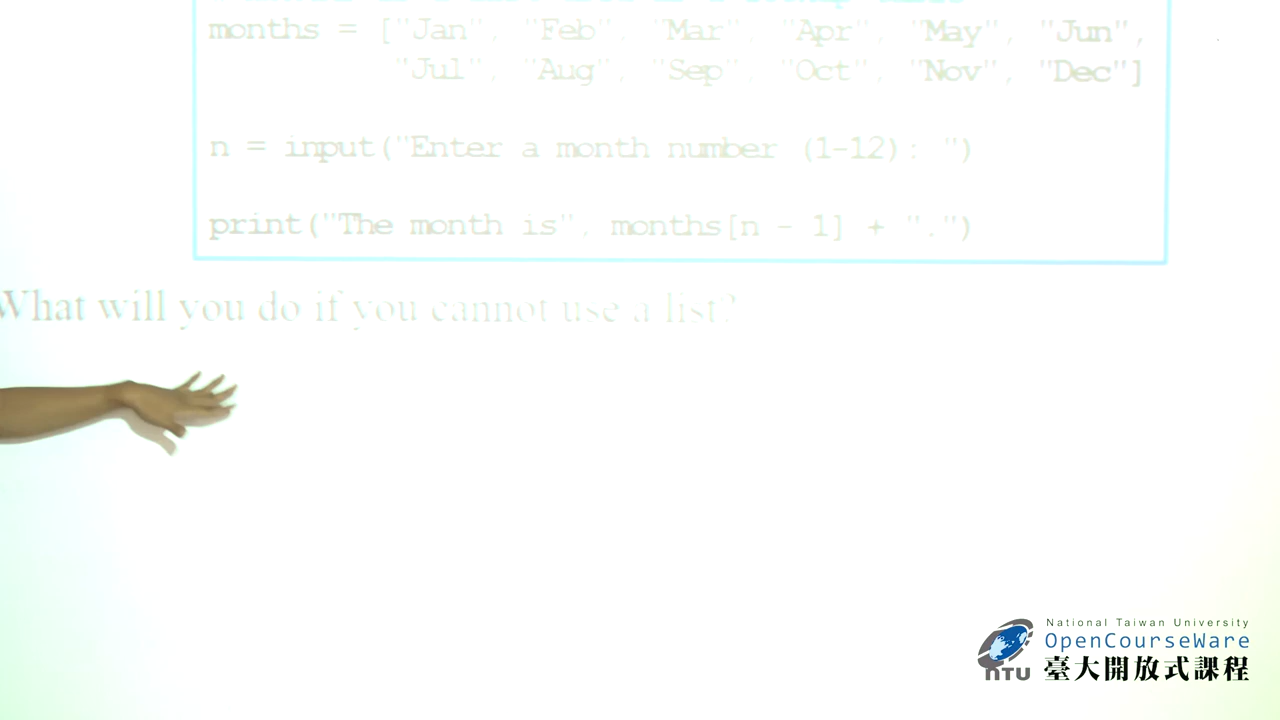 months = ["Jan", "Feb", "Mar", "Apr", "May", "Jun",
"Jul", "Aug", "Sep", "Oct", "Nov", "Dec"]
n = input("Enter a month number (1-12): ")
print("The month is", months[n - 1] + ".")
What will you do if you cannot use a list?
National Taiwan University
OpenCourseWare
NTU
臺大開放式課程